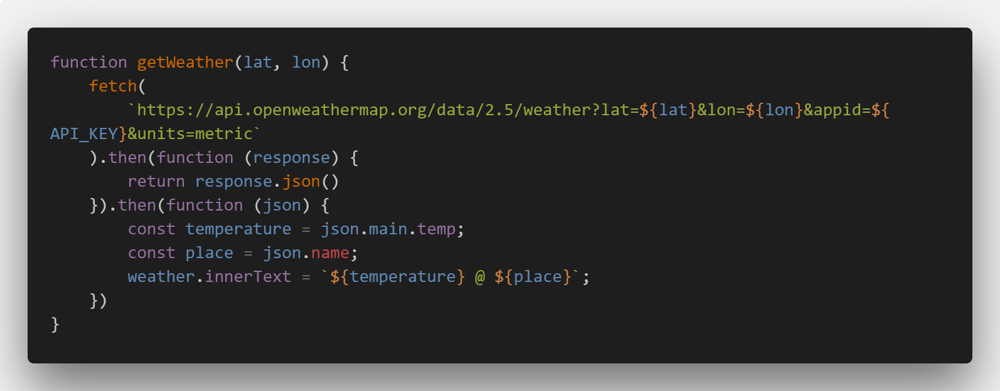 function getWeather(lat, lon) {
    fetch(
        `https://api.openweathermap.org/data/2.5/weather?lat=${lat}&lon=${lon}&appid=${
API_KEY}&units=metric`
    ).then(function (response) {
        return response.json()
    }).then(function (json) {
        const temperature = json.main.temp;
        const place = json.name;
        weather.innerText = `${temperature} @ ${place}`;
    })
}